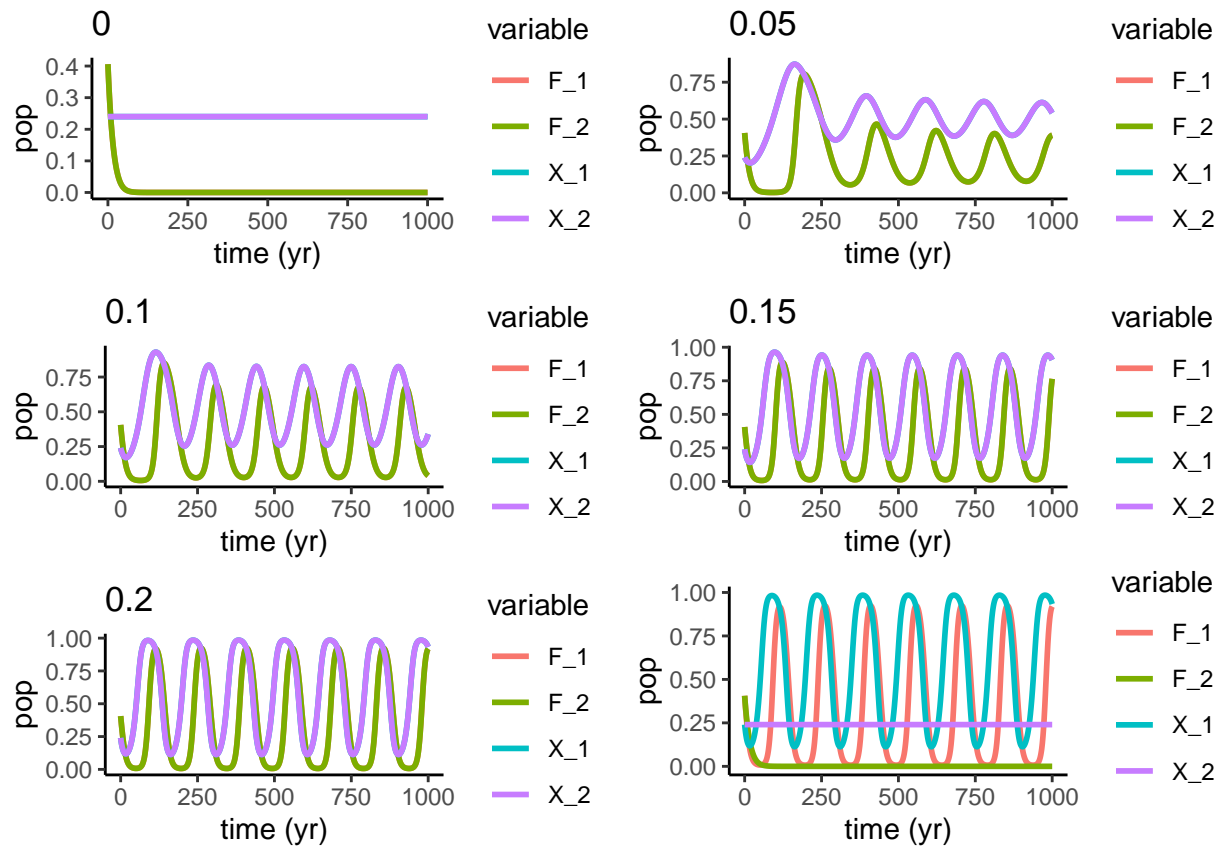 0
pop
0.4
0.3
0.2
0.1
0.0
0 250 500 750 1000
time (yr)
variable
F_1
F_2
X_1
X_2
0.05
pop
0.75
0.50
0.25
0.00
0 250 500 750 1000
time (yr)
variable
F_1
F_2
X_1
X_2
0.1
pop
0.75
0.50
0.25
0.00
0 250 500 750 1000
time (yr)
variable
F_1
F_2
X_1
X_2
0.15
pop
1.00
0.75
0.50
0.25
0.00
0 250 500 750 1000
time (yr)
variable
F_1
F_2
X_1
X_2
0.2
pop
1.00
0.75
0.50
0.25
0.00
0 250 500 750 1000
time (yr)
variable
F_1
F_2
X_1
X_2
pop
1.00
0.75
0.50
0.25
0.00
0 250 500 750 1000
time (yr)
variable
F_1
F_2
X_1
X_2